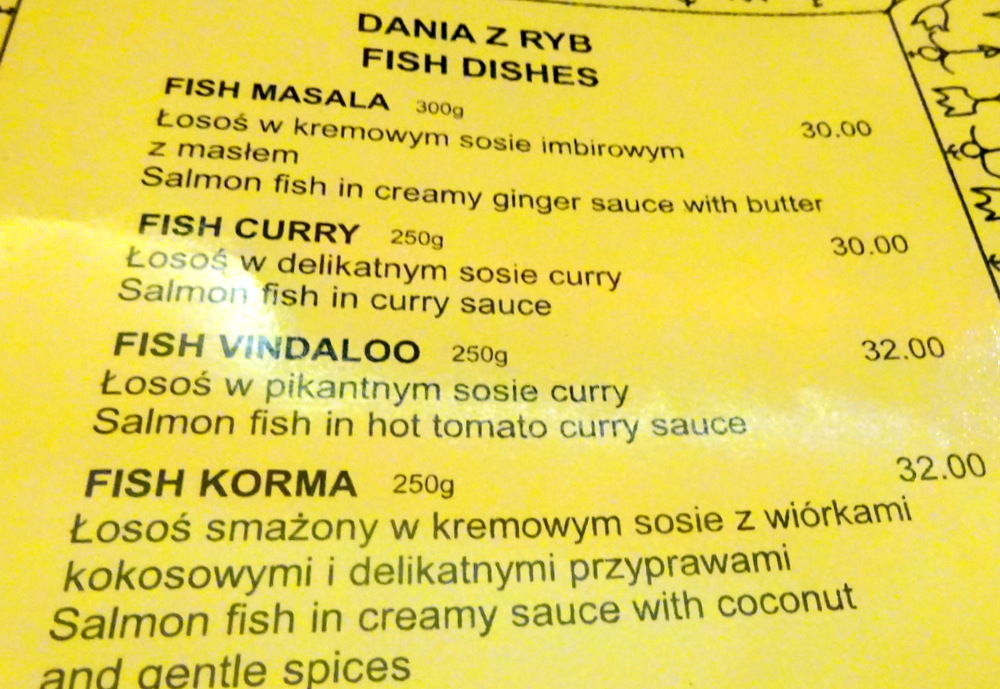 DANIA Z RYB
FISH DISHES
FISH MASALA 300g 30.00
Łosoś w kremowym sosie imbirowym
z masłem
Salmon fish in creamy ginger sauce with butter
FISH CURRY 250g 30.00
Łosoś w delikatnym sosie curry
Salmon fish in curry sauce
FISH VINDALOO 250g 32.00
Łosoś w pikantnym sosie curry
Salmon fish in hot tomato curry sauce
FISH KORMA 250g 32.00
Łosoś smażony w kremowym sosie z wiórkami
kokosowymi i delikatnymi przyprawami
Salmon fish in creamy sauce with coconut
and gentle spices